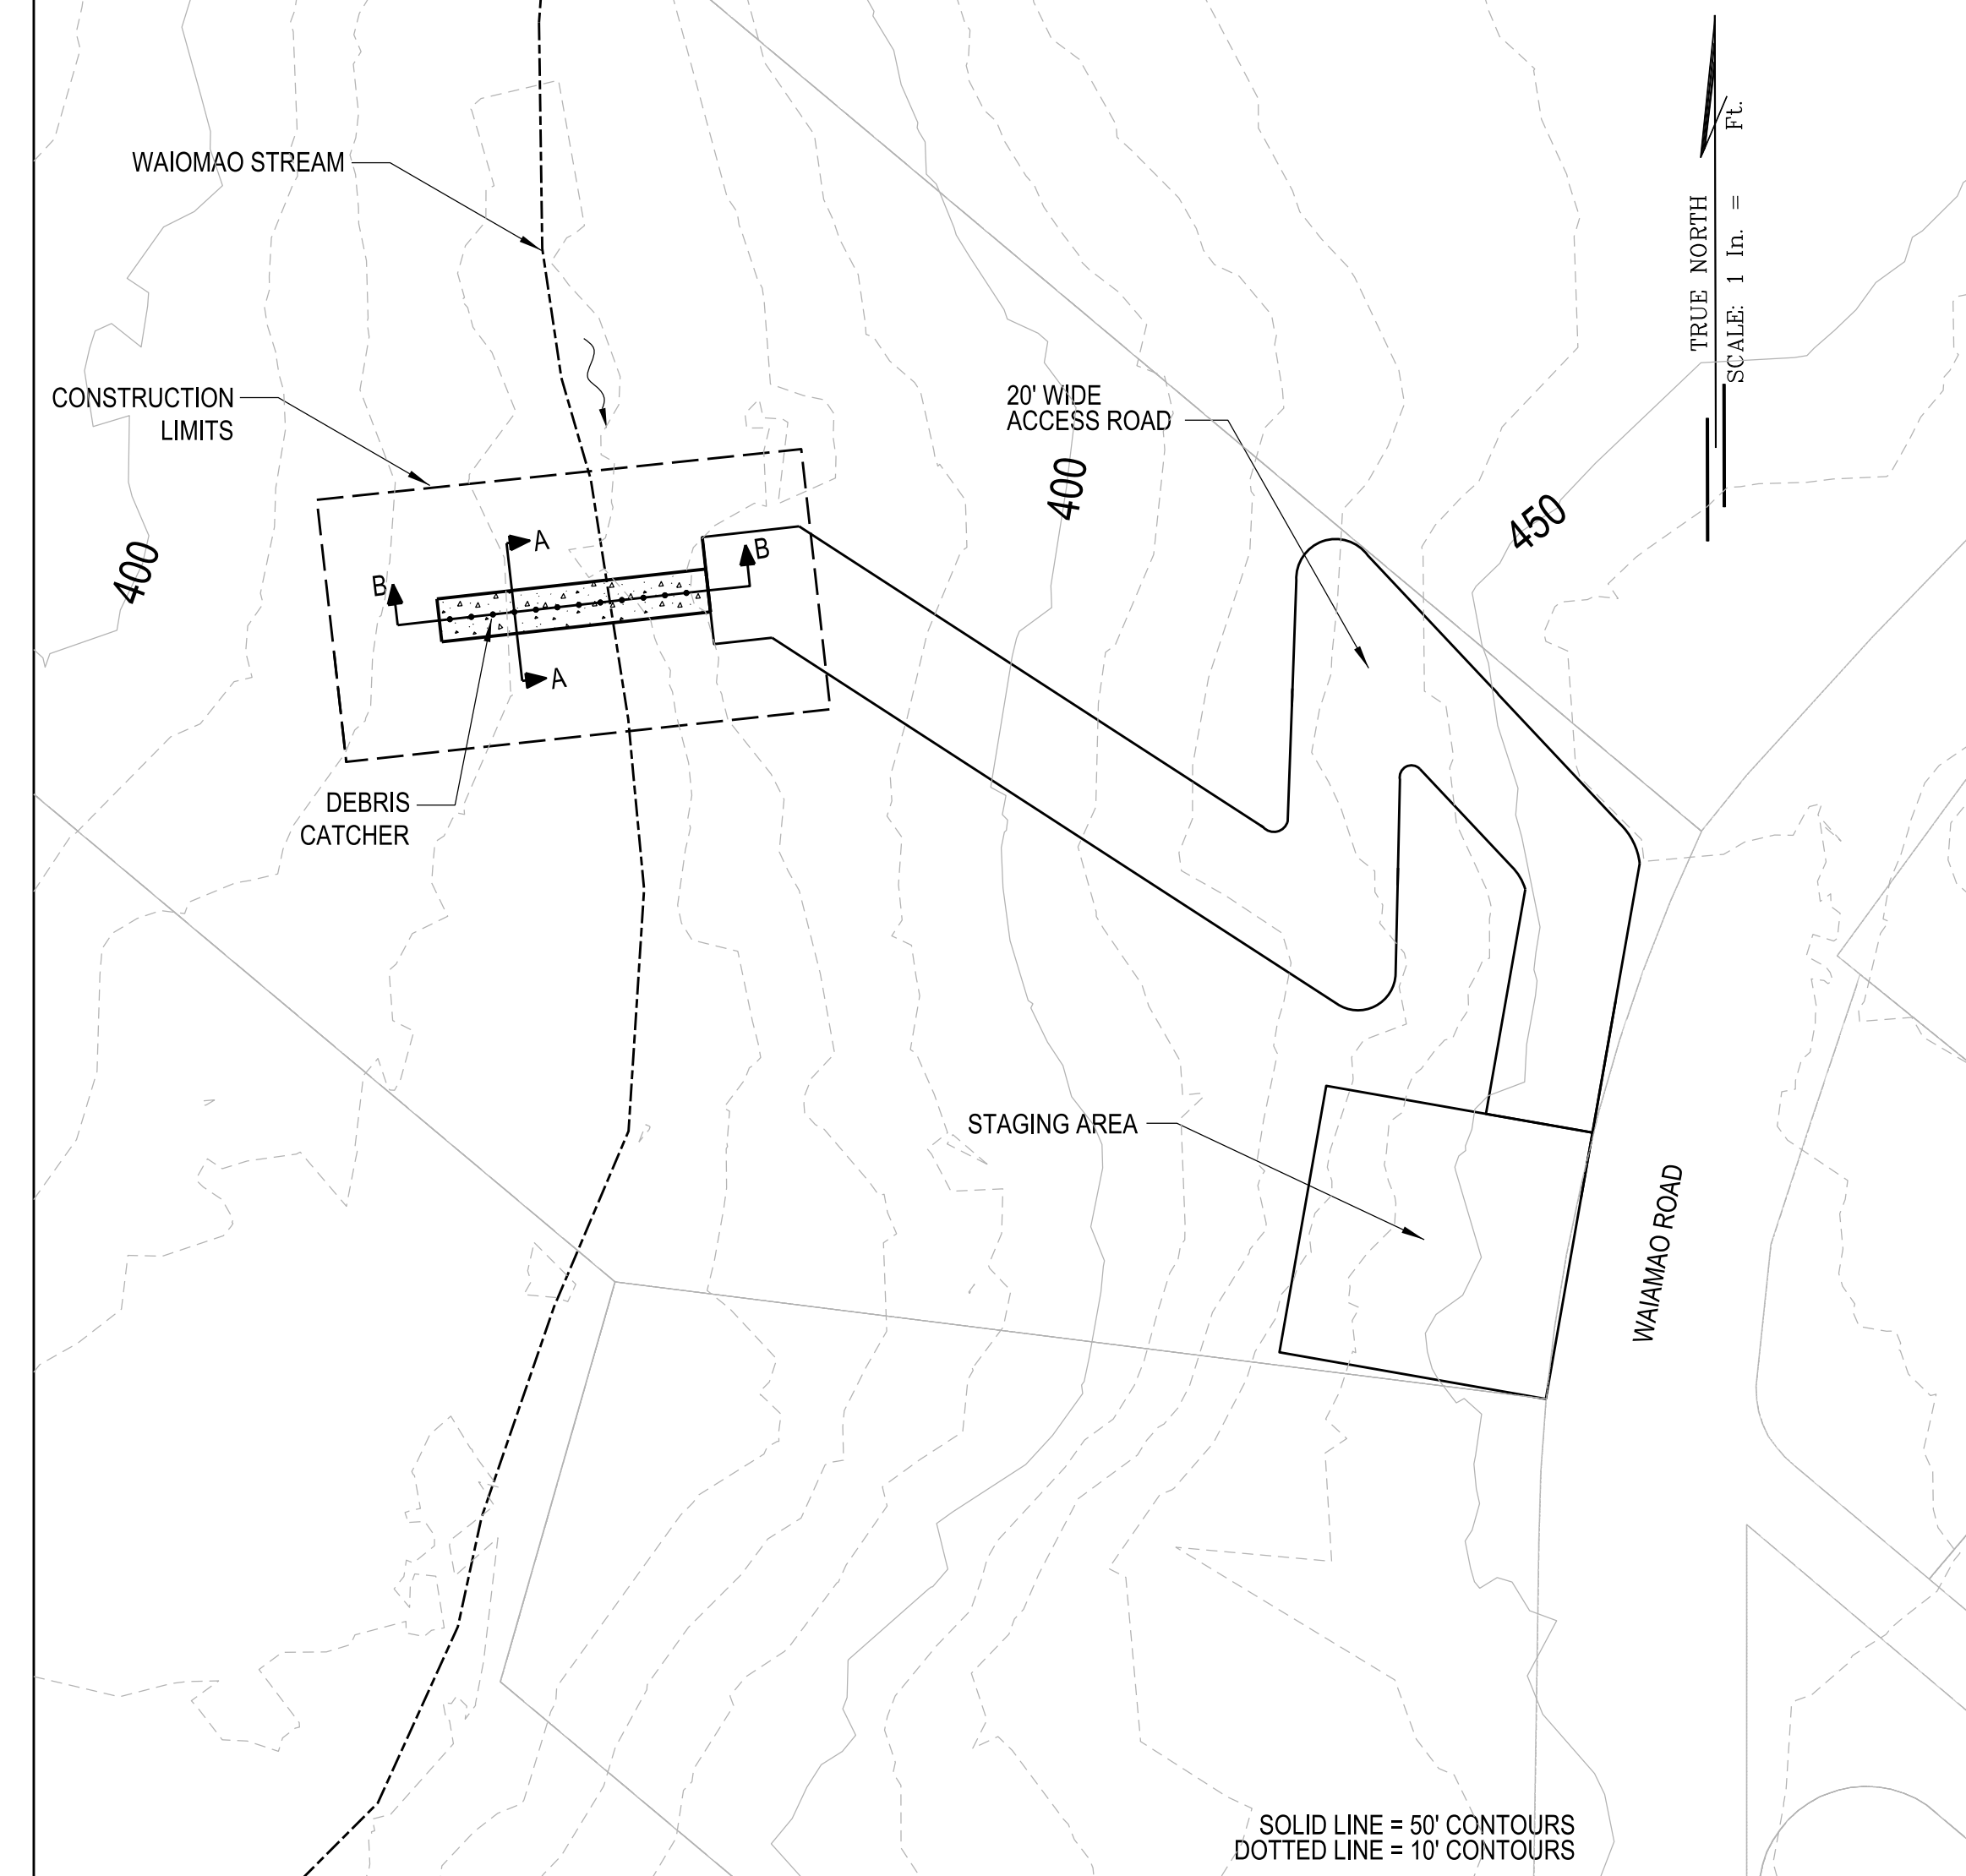 WAIOMAO STREAM
TRUE NORTH
SCALE: 1 In. = Ft.
CONSTRUCTION
LIMITS
20' WIDE
ACCESS ROAD
400
450
400
A
B
B
A
DEBRIS
CATCHER
STAGING AREA
WAIAMAO ROAD
SOLID LINE = 50' CONTOURS
DOTTED LINE = 10' CONTOURS